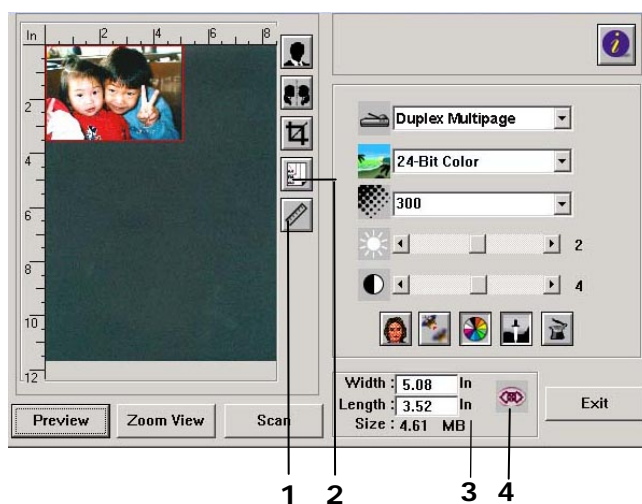 In 2 4 6 8
2
4
6
8
10
12
Duplex Multipage
24-Bit Color
300
2
4
Width : 5.08 In
Length : 3.52 In
Size : 4.61 MB
Preview Zoom View Scan Exit
1 2 3 4